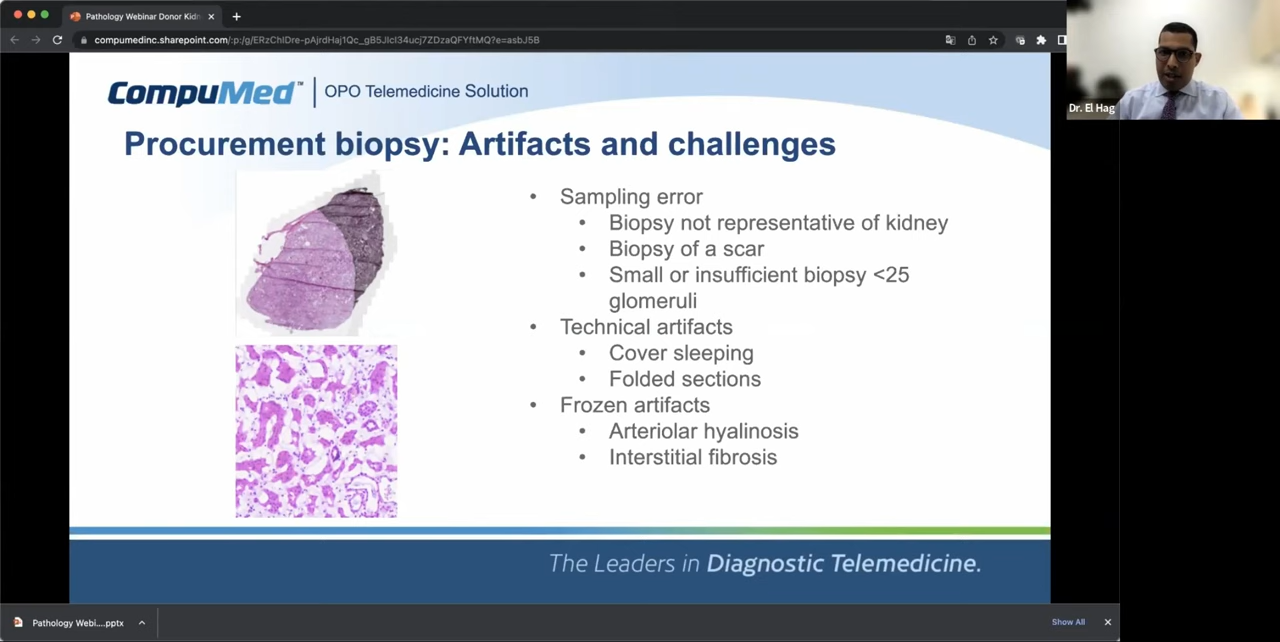 Pathology Webinar Donor Kidn
compumedinc.sharepoint.com/:p:/g/ERzChIDre-pAjrdHaj1Qc_gB5JIcI34ucj7ZDzaQFYftMQ?e=asbJ5B
Dr. El Hag
CompuMed™ | OPO Telemedicine Solution
Procurement biopsy: Artifacts and challenges
• Sampling error
• Biopsy not representative of kidney
• Biopsy of a scar
• Small or insufficient biopsy <25
glomeruli
• Technical artifacts
• Cover sleeping
• Folded sections
• Frozen artifacts
• Arteriolar hyalinosis
• Interstitial fibrosis
The Leaders in Diagnostic Telemedicine.
Pathology Webi....pptx
Show All